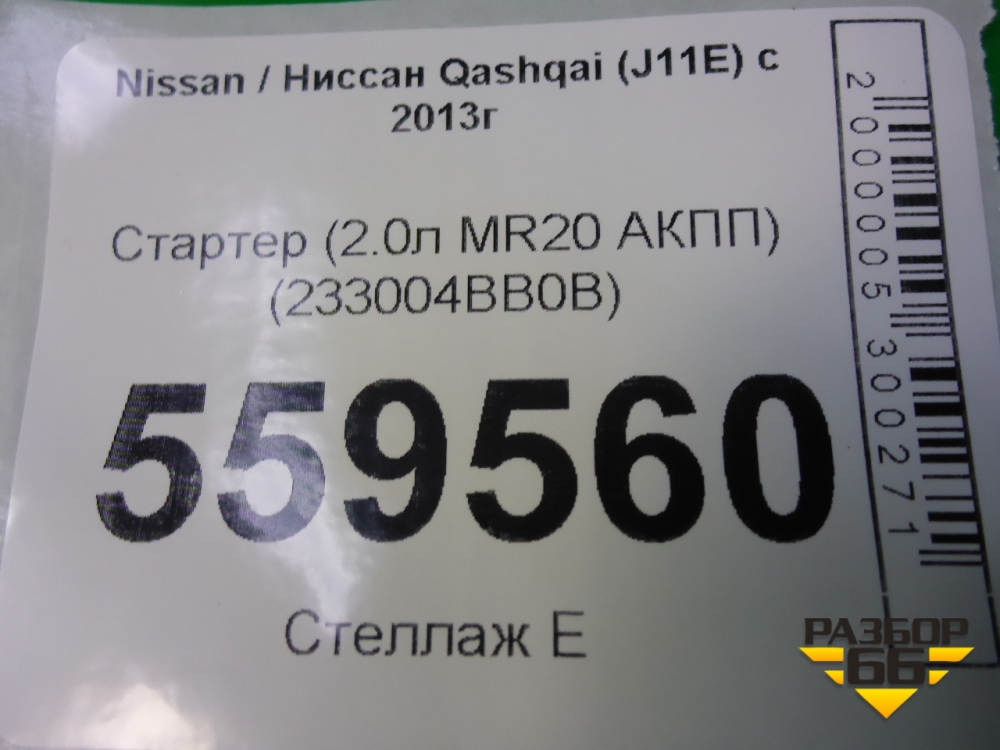 Nissan / Ниссан Qashqai (J11E) с
2013г
Стартер (2.0л MR20 АКПП)
(233004BB0B)
559560
Стеллаж E
2000005300271
РАЗБОР
66